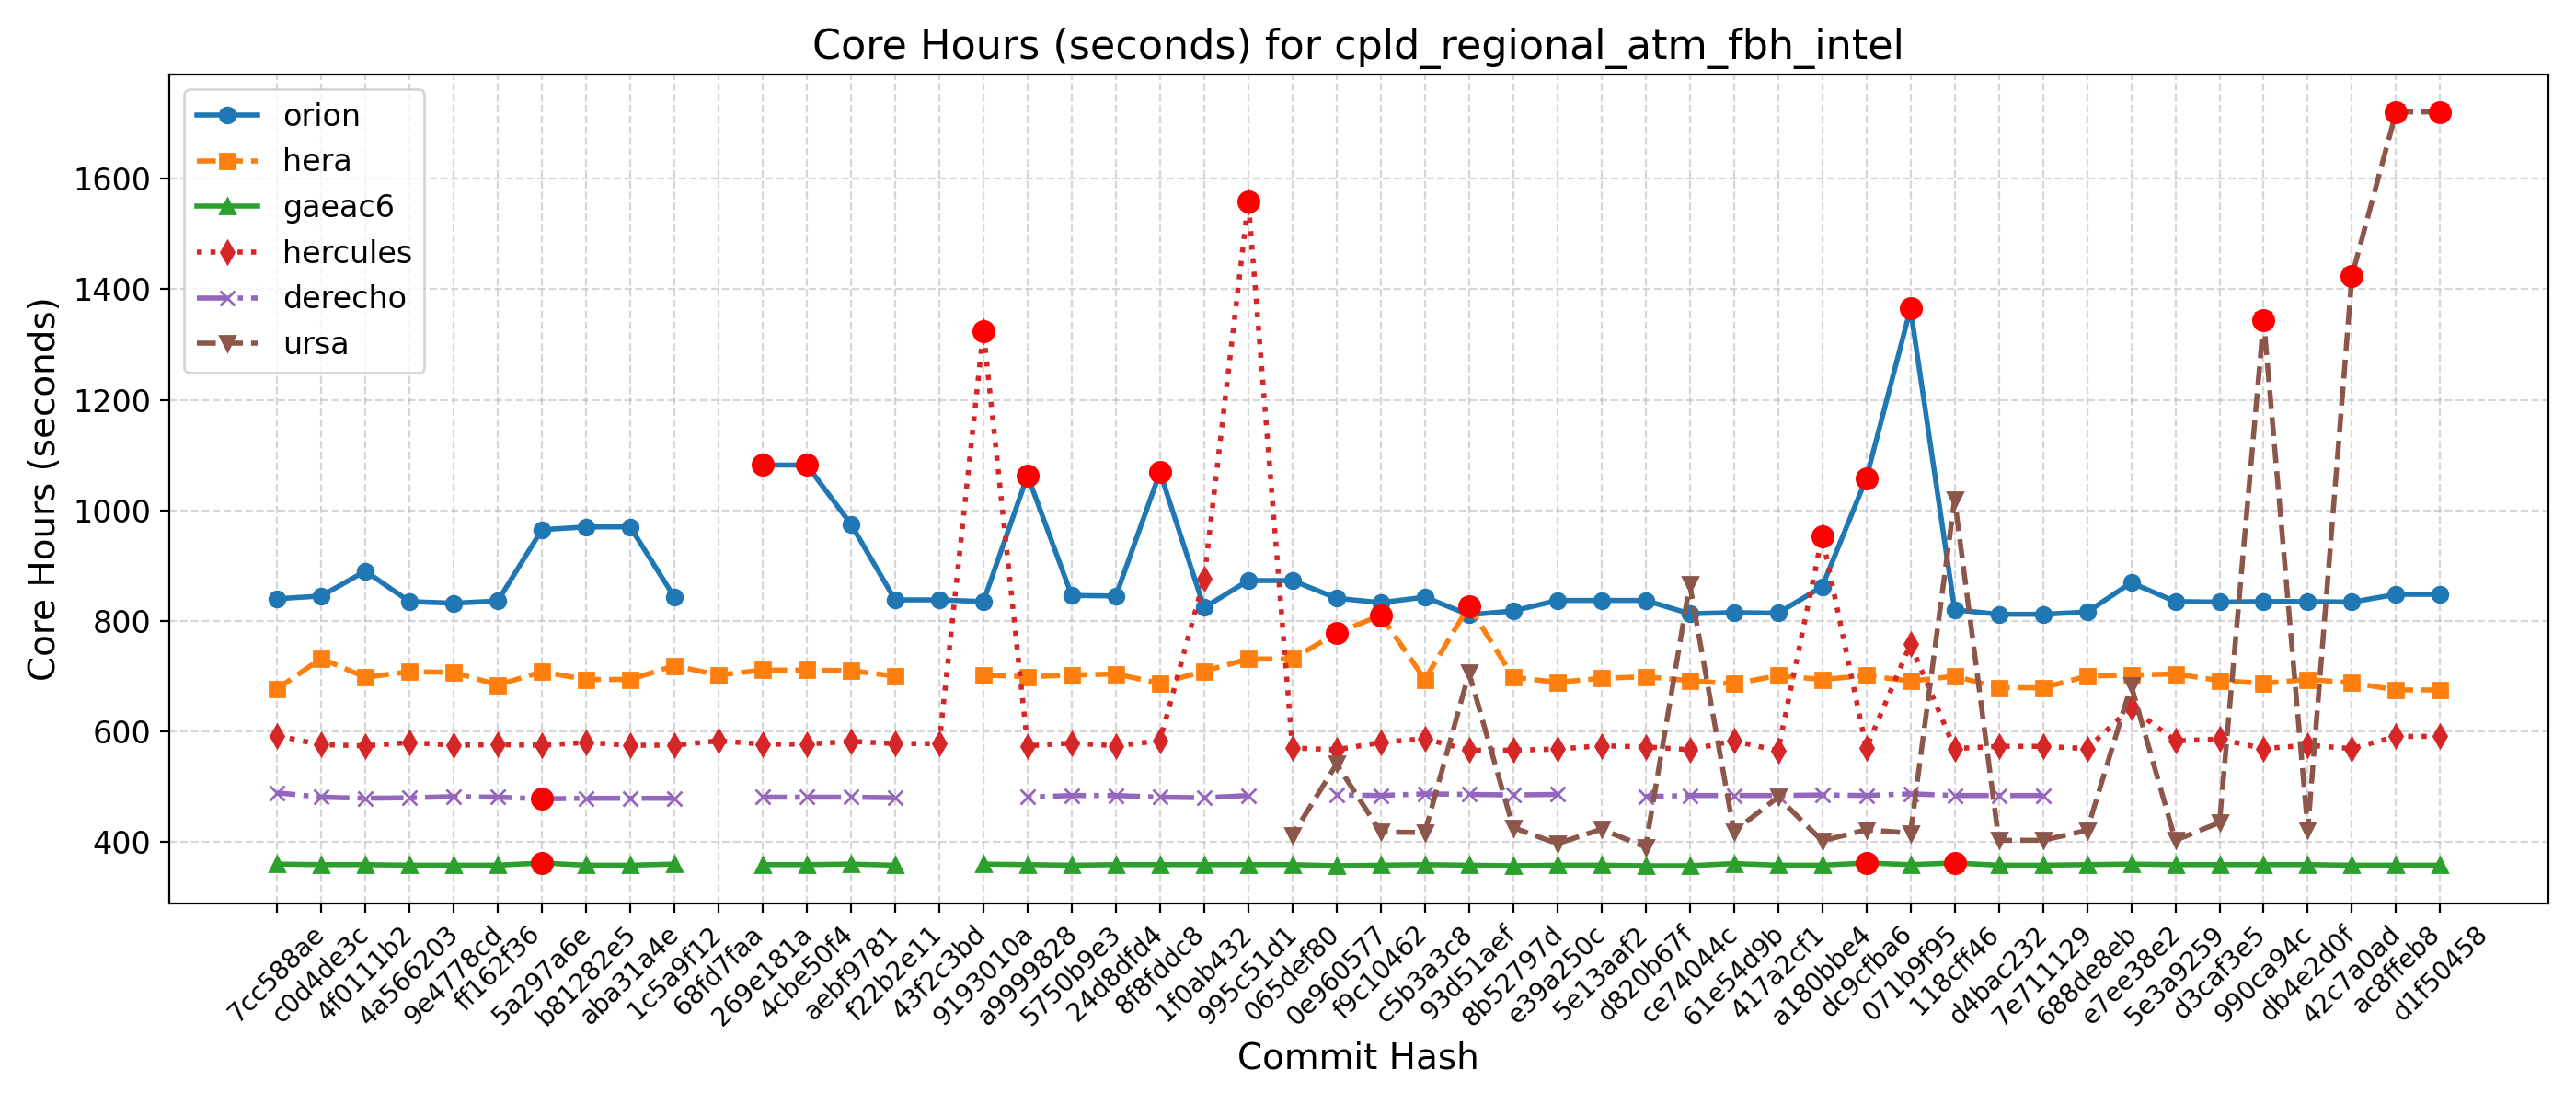 Core Hours (seconds) for cpld_regional_atm_fbh_intel
orion
hera
gaeac6
hercules
derecho
ursa
Core Hours (seconds)
1600
1400
1200
1000
800
600
400
7cc588ae
c0d4de3c
4f0111b2
4a566203
9e4778cd
ff162f36
5a297a6e
b81282e5
aba31a4e
1c5a9f12
68fd7faa
269e181a
4cbe50f4
aebf9781
f22b2e11
43f2c3bd
9193010a
a9999828
5750b9e3
24d8dfd4
8f8fddc8
1f0ab432
995c51d1
065def80
0e960577
f9c10462
c5b3a3c8
93d51aef
8b52797d
e39a250c
5e13aaf2
d820b67f
ce74044c
61e54d9b
417a2cf1
a180bbe4
dc9cfba6
071b9f95
118cff46
d4bac232
7e711129
688de8eb
e7ee38e2
5e3a9259
d3caf3e5
990ca94c
db4e2d0f
42c7a0ad
ac8ffeb8
d1f50458
Commit Hash